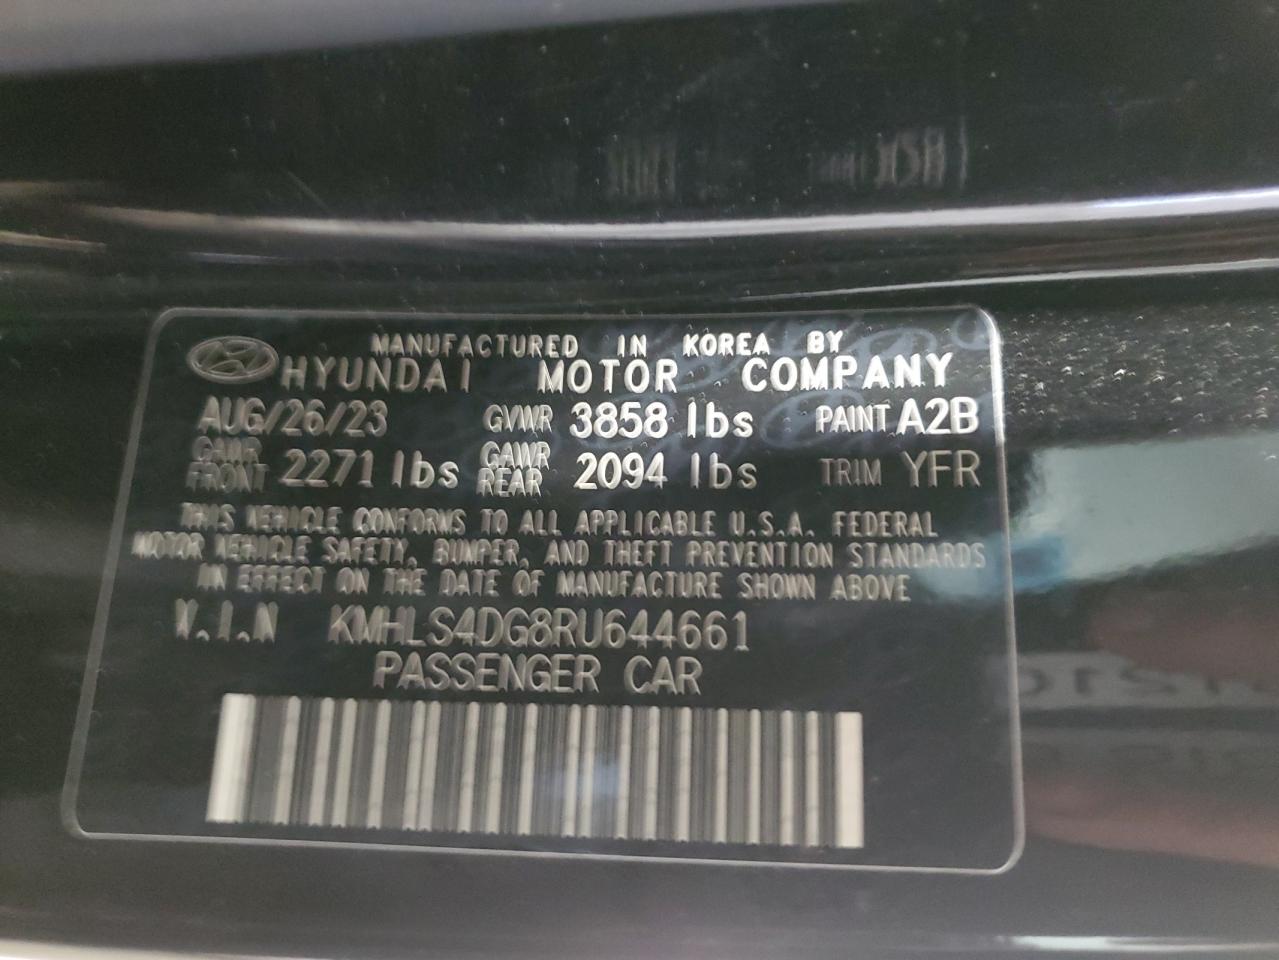 MANUFACTURED IN KOREA BY
HYUNDAI MOTOR COMPANY
AUG/26/23 GVWR 3858 lbs PAINT A2B
GAWR FRONT 2271 lbs GAWR REAR 2094 lbs TRIM YFR
THIS VEHICLE CONFORMS TO ALL APPLICABLE U.S.A. FEDERAL
MOTOR VEHICLE SAFETY, BUMPER, AND THEFT PREVENTION STANDARDS
IN EFFECT ON THE DATE OF MANUFACTURE SHOWN ABOVE
V.I.N KMHLS4DG8RU644661
PASSENGER CAR